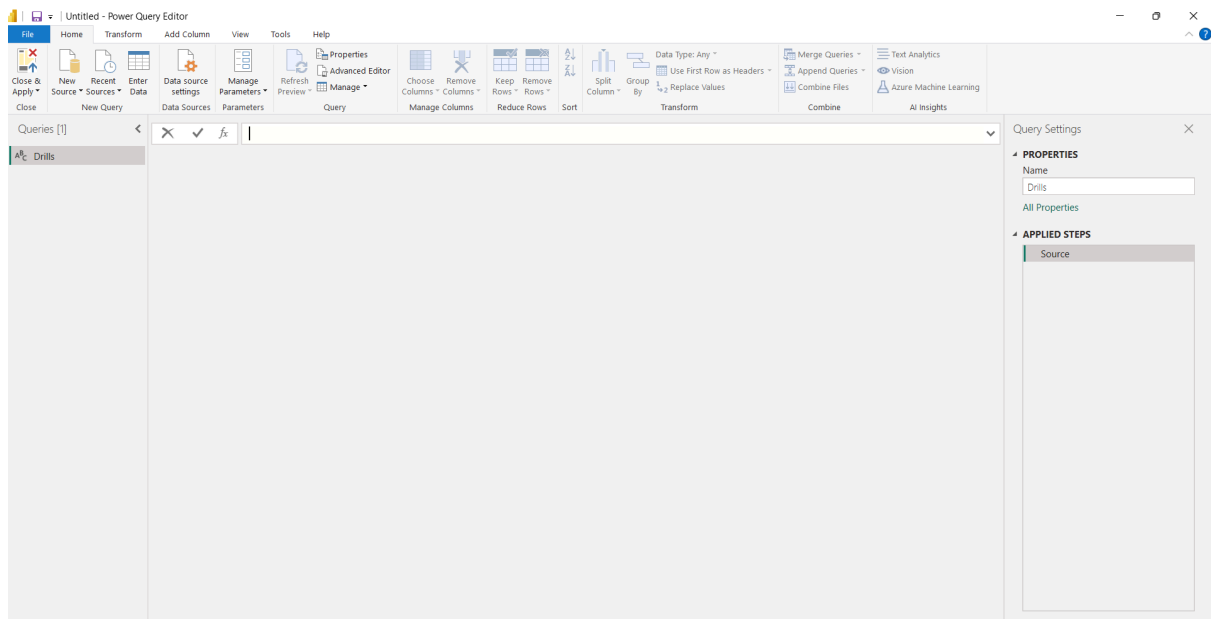 Untitled - Power Query Editor
File Home Transform Add Column View Tools Help
Close & Apply
New Source
Recent Sources
Enter Data
Data source settings
Manage Parameters
Refresh Preview
Properties
Advanced Editor
Manage
Choose Columns
Remove Columns
Keep Rows
Remove Rows
Split Column
Group By
Data Type: Any
Use First Row as Headers
Replace Values
Merge Queries
Append Queries
Combine Files
Text Analytics
Vision
Azure Machine Learning
Close New Query Data Sources Parameters Query Manage Columns Reduce Rows Sort Transform Combine AI Insights
Queries [1]
fx
Query Settings
ABC Drills
PROPERTIES
Name
Drills
All Properties
APPLIED STEPS
Source